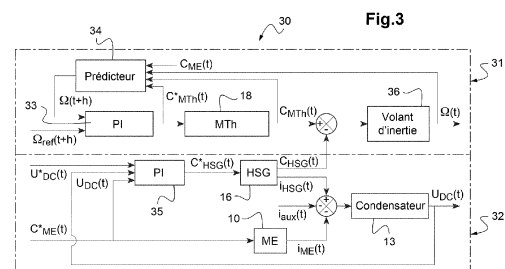 Fig.3
30
34
31
Prédicteur
C_ME(t)
Ω(t+h)
C*_MTh(t)
18
C_MTh(t)
36
33
PI
MTh
+
-
Volant
d'inertie
Ω(t)
Ω_ref(t+h)
U*_DC(t)
U_DC(t)
PI
C*_HSG(t)
HSG
C_HSG(t)
i_HSG(t)
35
16
U_DC(t)
10
i_aux(t)
-
+
-
Condensateur
C*_ME(t)
ME
i_ME(t)
13
32